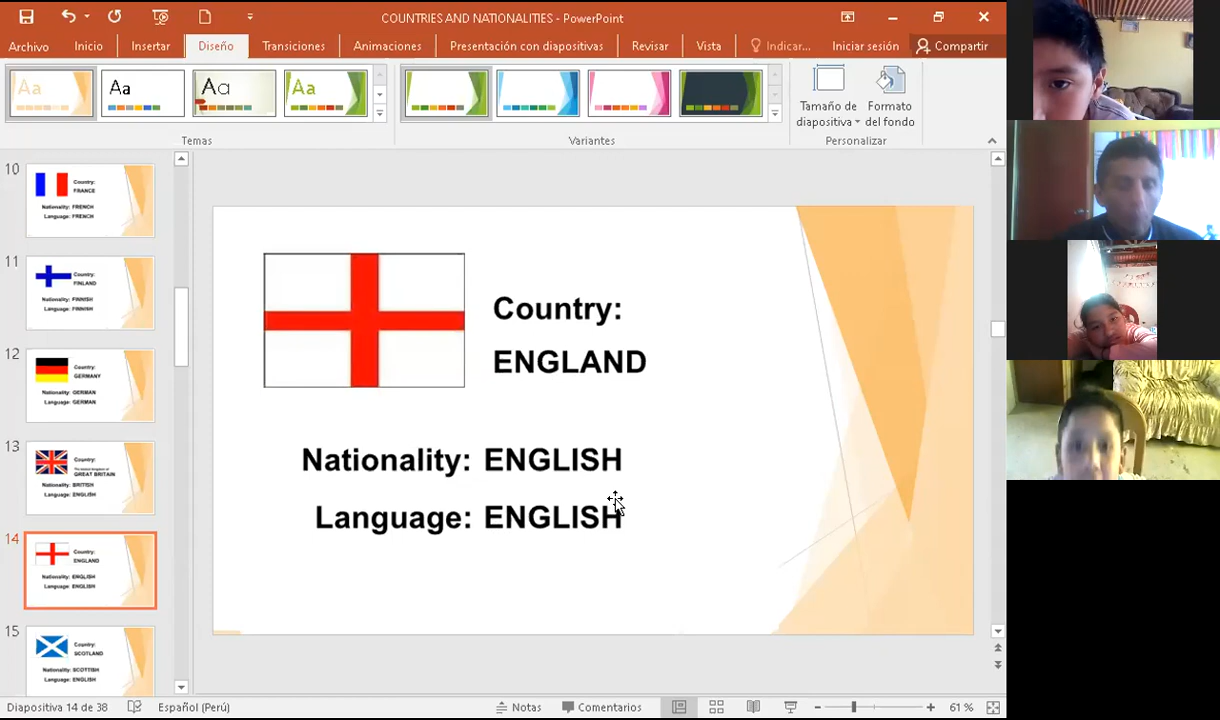 COUNTRIES AND NATIONALITIES - PowerPoint
Archivo Inicio Insertar Diseño Transiciones Animaciones Presentación con diapositivas Revisar Vista Indicar... Iniciar sesión Compartir
Aa Aa Aa Aa
Tamaño de diapositiva
Formato del fondo
Temas Variantes Personalizar
10
Country:
FRANCE
Nationality: FRENCH
Language: FRENCH
11
Country:
FINLAND
Nationality: FINNISH
Language: FINNISH
12
Country:
GERMANY
Nationality: GERMAN
Language: GERMAN
13
Country:
The United Kingdom of
GREAT BRITAIN
Nationality: BRITISH
Language: ENGLISH
14
Country:
ENGLAND
Nationality: ENGLISH
Language: ENGLISH
15
Country:
SCOTLAND
Nationality: SCOTTISH
Language: ENGLISH
Country:
ENGLAND
Nationality: ENGLISH
Language: ENGLISH
Diapositiva 14 de 38 Español (Perú) Notas Comentarios 61 %